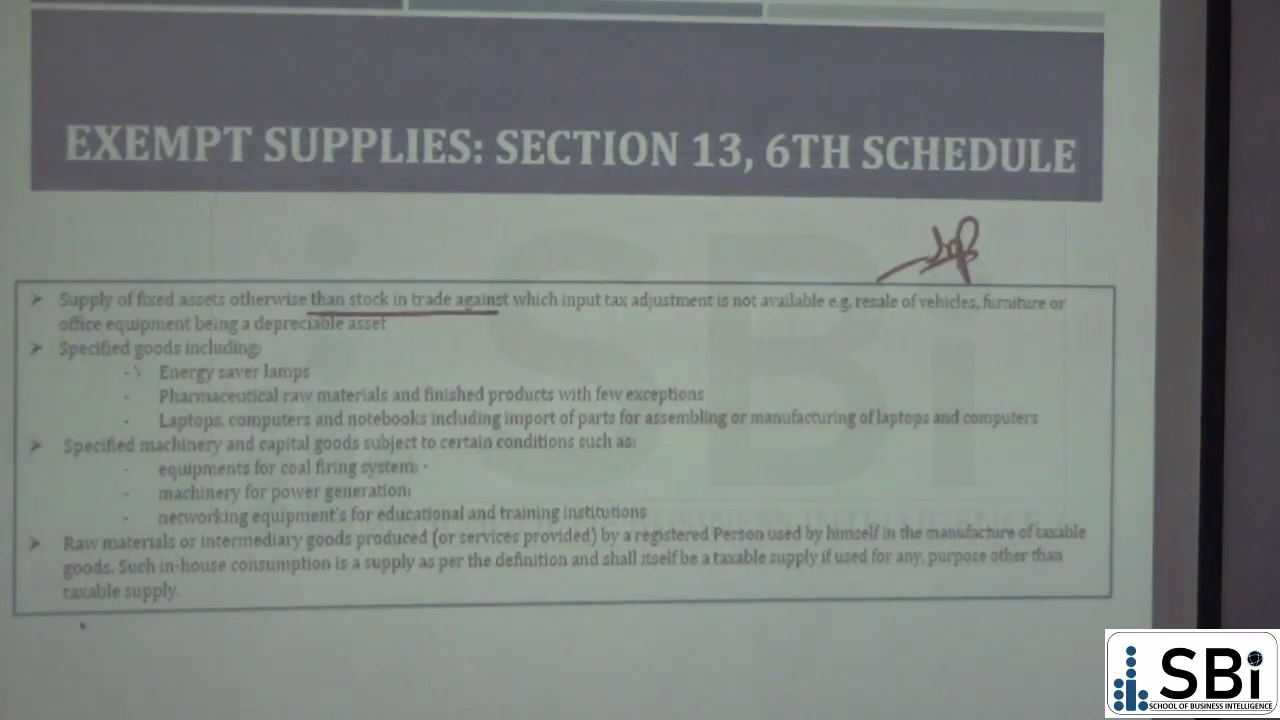 EXEMPT SUPPLIES: SECTION 13, 6TH SCHEDULE
➤ Supply of fixed assets otherwise than stock in trade against which input tax adjustment is not available e.g. resale of vehicles, furniture or
office equipment being a depreciable asset
➤ Specified goods including:
- Energy saver lamps
- Pharmaceutical raw materials and finished products with few exceptions
- Laptops, computers and notebooks including import of parts for assembling or manufacturing of laptops and computers
➤ Specified machinery and capital goods subject to certain conditions such as:
- equipments for coal firing system;
- machinery for power generation;
- networking equipment's for educational and training institutions
➤ Raw materials or intermediary goods produced (or services provided) by a registered Person used by himself in the manufacture of taxable
goods. Such in-house consumption is a supply as per the definition and shall itself be a taxable supply if used for any, purpose other than
taxable supply.
iSBi
BUSINESS INTELLIGENCE
iSBi
SCHOOL OF BUSINESS INTELLIGENCE